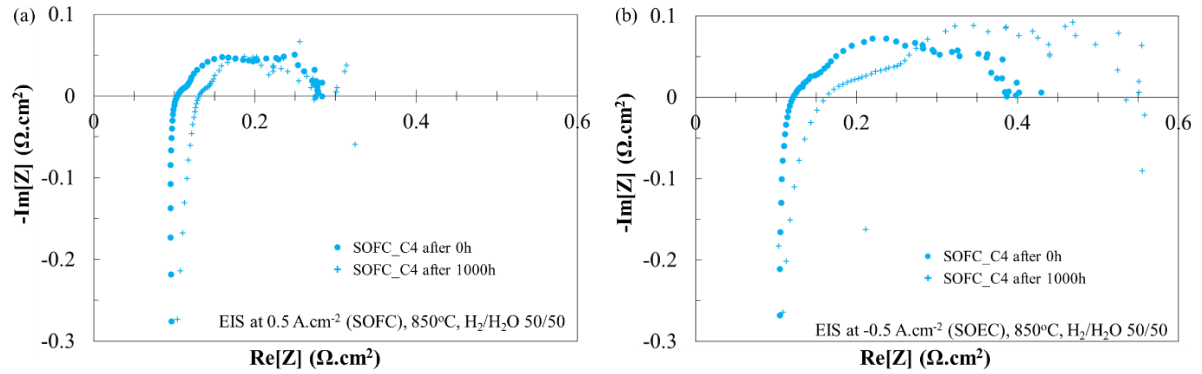 (a)
0.1
0
-0.1
-0.2
-0.3
0
0.2
0.4
0.6
-Im[Z] (Ω.cm²)
SOFC_C4 after 0h
SOFC_C4 after 1000h
EIS at 0.5 A.cm⁻² (SOFC), 850°C, H₂/H₂O 50/50
Re[Z] (Ω.cm²)
(b)
0.1
0
-0.1
-0.2
-0.3
0
0.2
0.4
0.6
-Im[Z] (Ω.cm²)
SOFC_C4 after 0h
SOFC_C4 after 1000h
EIS at -0.5 A.cm⁻² (SOEC), 850°C, H₂/H₂O 50/50
Re[Z] (Ω.cm²)